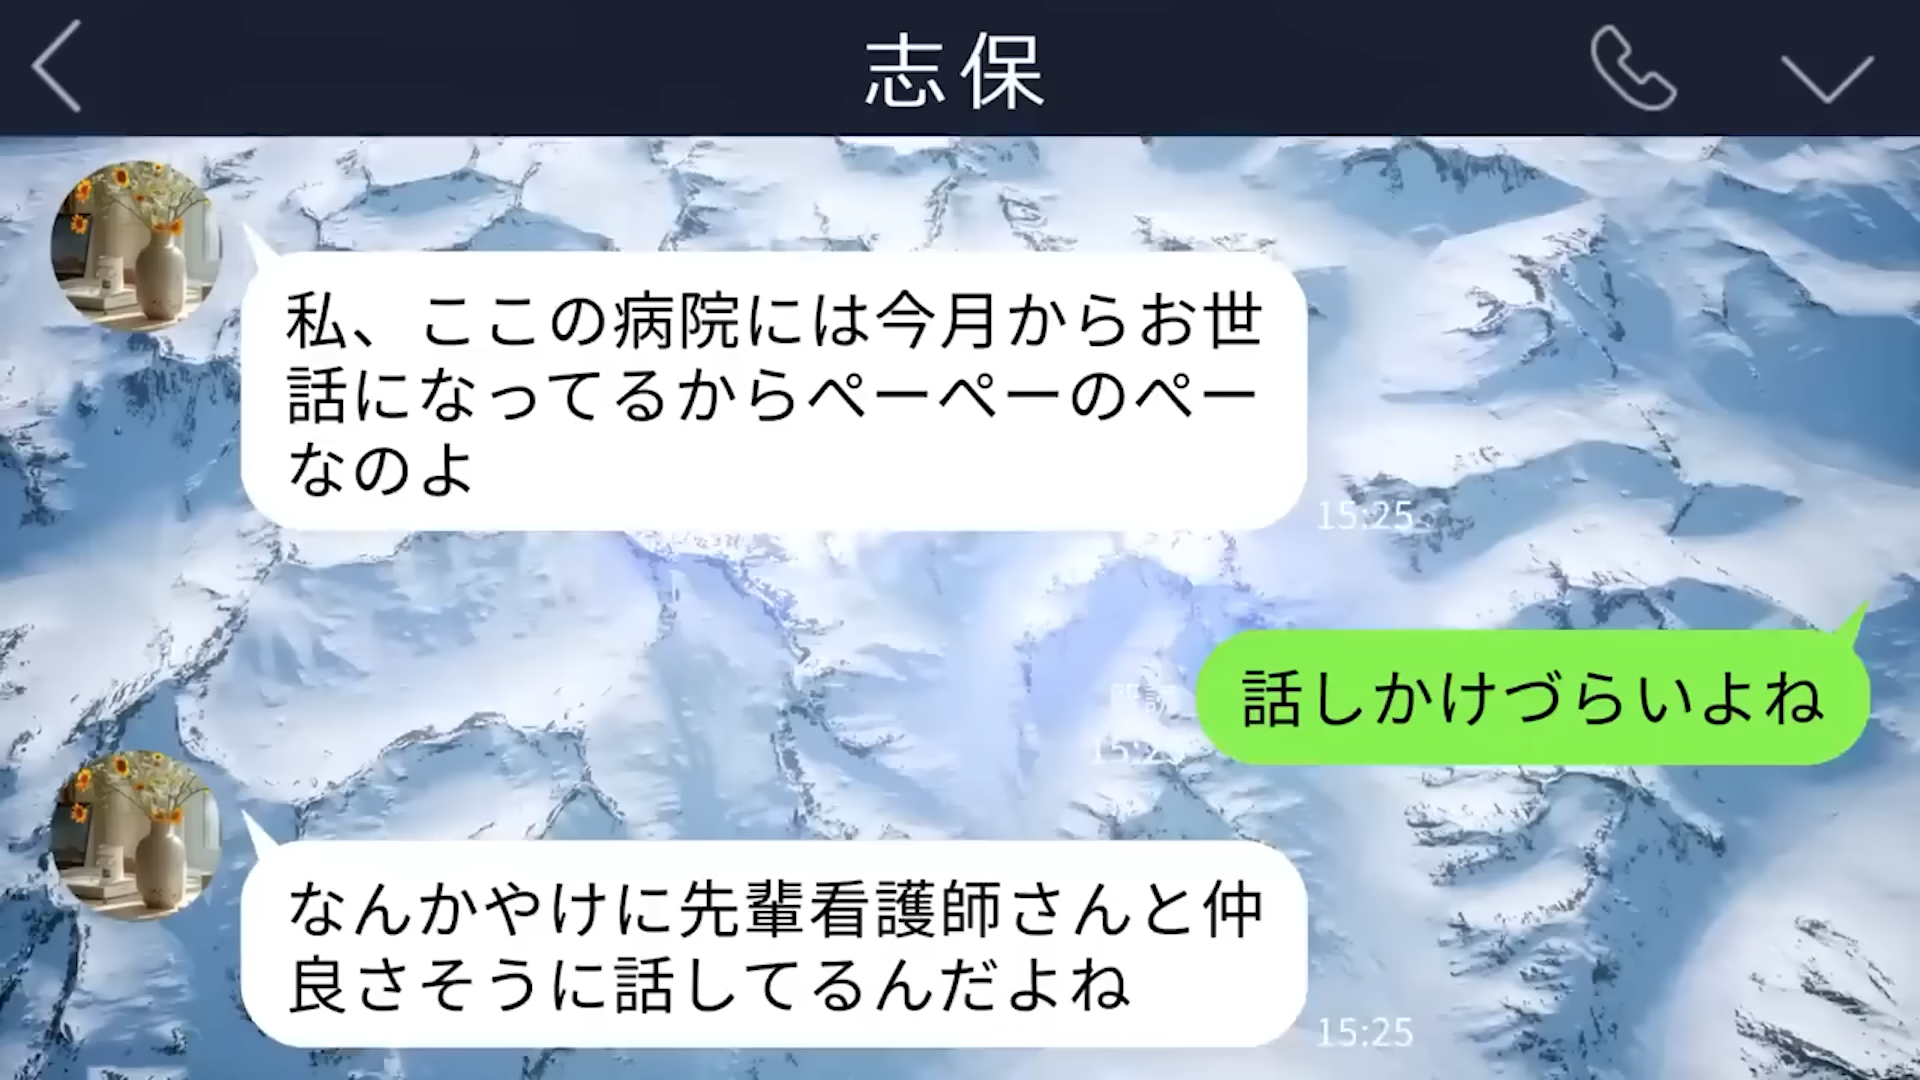 志保
私、ここの病院には今月からお世
話になってるからペーペーのペー
なのよ
15:25
話しかけづらいよね
既読
なんかやけに先輩看護師さんと仲
良さそうに話してるんだよね
15:25